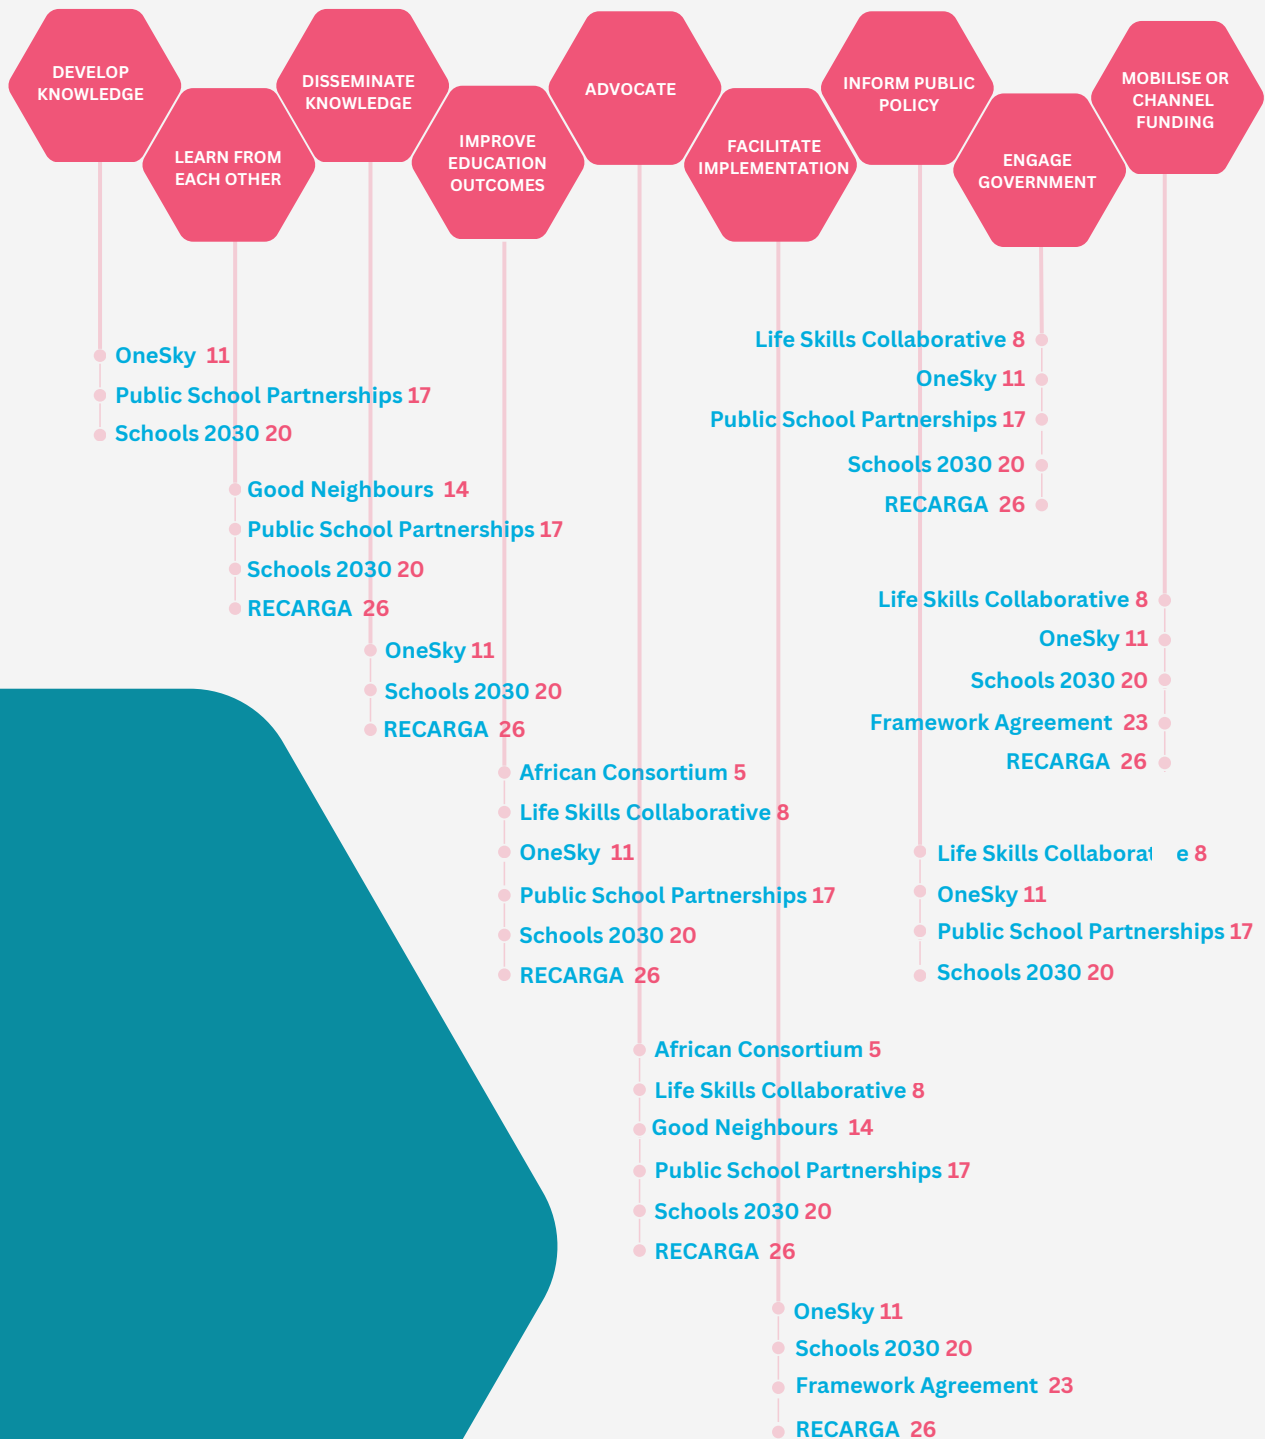 DEVELOP
KNOWLEDGE
LEARN FROM
EACH OTHER
DISSEMINATE
KNOWLEDGE
IMPROVE
EDUCATION
OUTCOMES
ADVOCATE
FACILITATE
IMPLEMENTATION
INFORM PUBLIC
POLICY
ENGAGE
GOVERNMENT
MOBILISE OR
CHANNEL
FUNDING
OneSky 11
Public School Partnerships 17
Schools 2030 20
Good Neighbours 14
Public School Partnerships 17
Schools 2030 20
RECARGA 26
OneSky 11
Schools 2030 20
RECARGA 26
African Consortium 5
Life Skills Collaborative 8
OneSky 11
Public School Partnerships 17
Schools 2030 20
RECARGA 26
African Consortium 5
Life Skills Collaborative 8
Good Neighbours 14
Public School Partnerships 17
Schools 2030 20
RECARGA 26
OneSky 11
Schools 2030 20
Framework Agreement 23
RECARGA 26
Life Skills Collaborat e 8
OneSky 11
Public School Partnerships 17
Schools 2030 20
Life Skills Collaborative 8
OneSky 11
Public School Partnerships 17
Schools 2030 20
RECARGA 26
Life Skills Collaborative 8
OneSky 11
Schools 2030 20
Framework Agreement 23
RECARGA 26